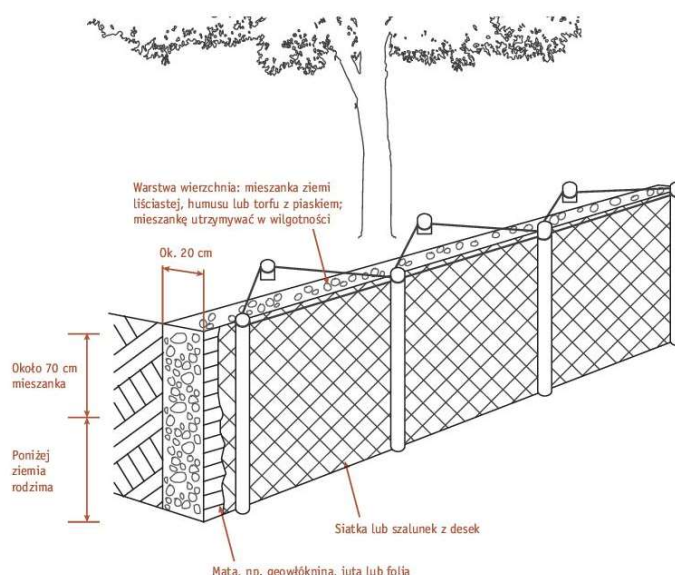 Warstwa wierzchnia: mieszanka ziemi
liściastej, humusu lub torfu z piaskiem;
mieszankę utrzymywać w wilgotności
Ok. 20 cm
Około 70 cm
mieszanka
Poniżej
ziemia
rodzima
Siatka lub szalunek z desek
Mata, np. geowłóknina, juta lub folia